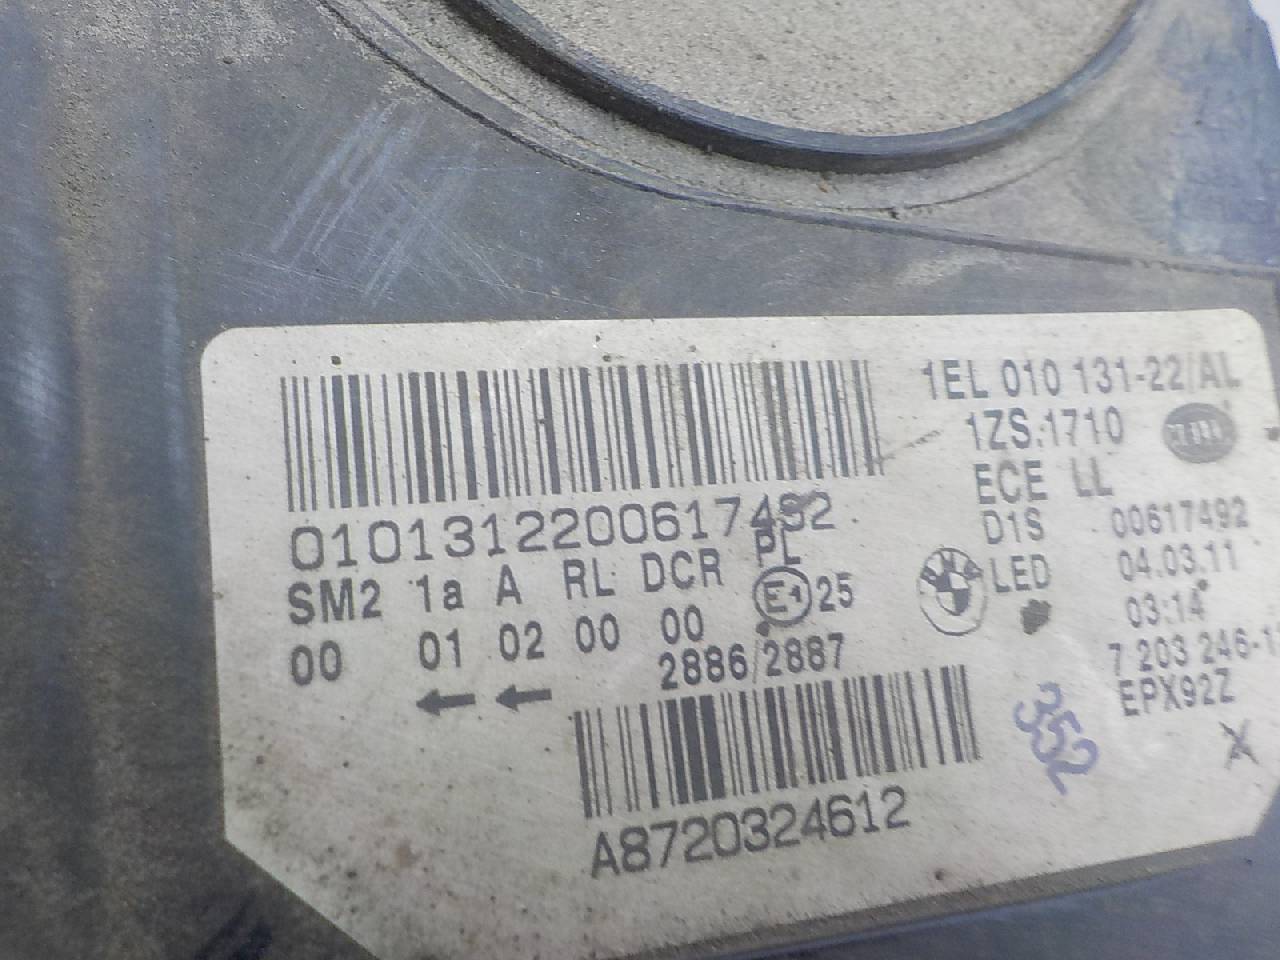 1EL 010 131-22/AL
1ZS.1710
HELLA
ECE LL
0101312200617492
D1S 00617492
SM2 1a A RL DCR PL
LED 04.03.11
E1 25
03:14
00 01 02 00 00
2886/2887
7 203 246-1
EPX92Z
352
A8720324612